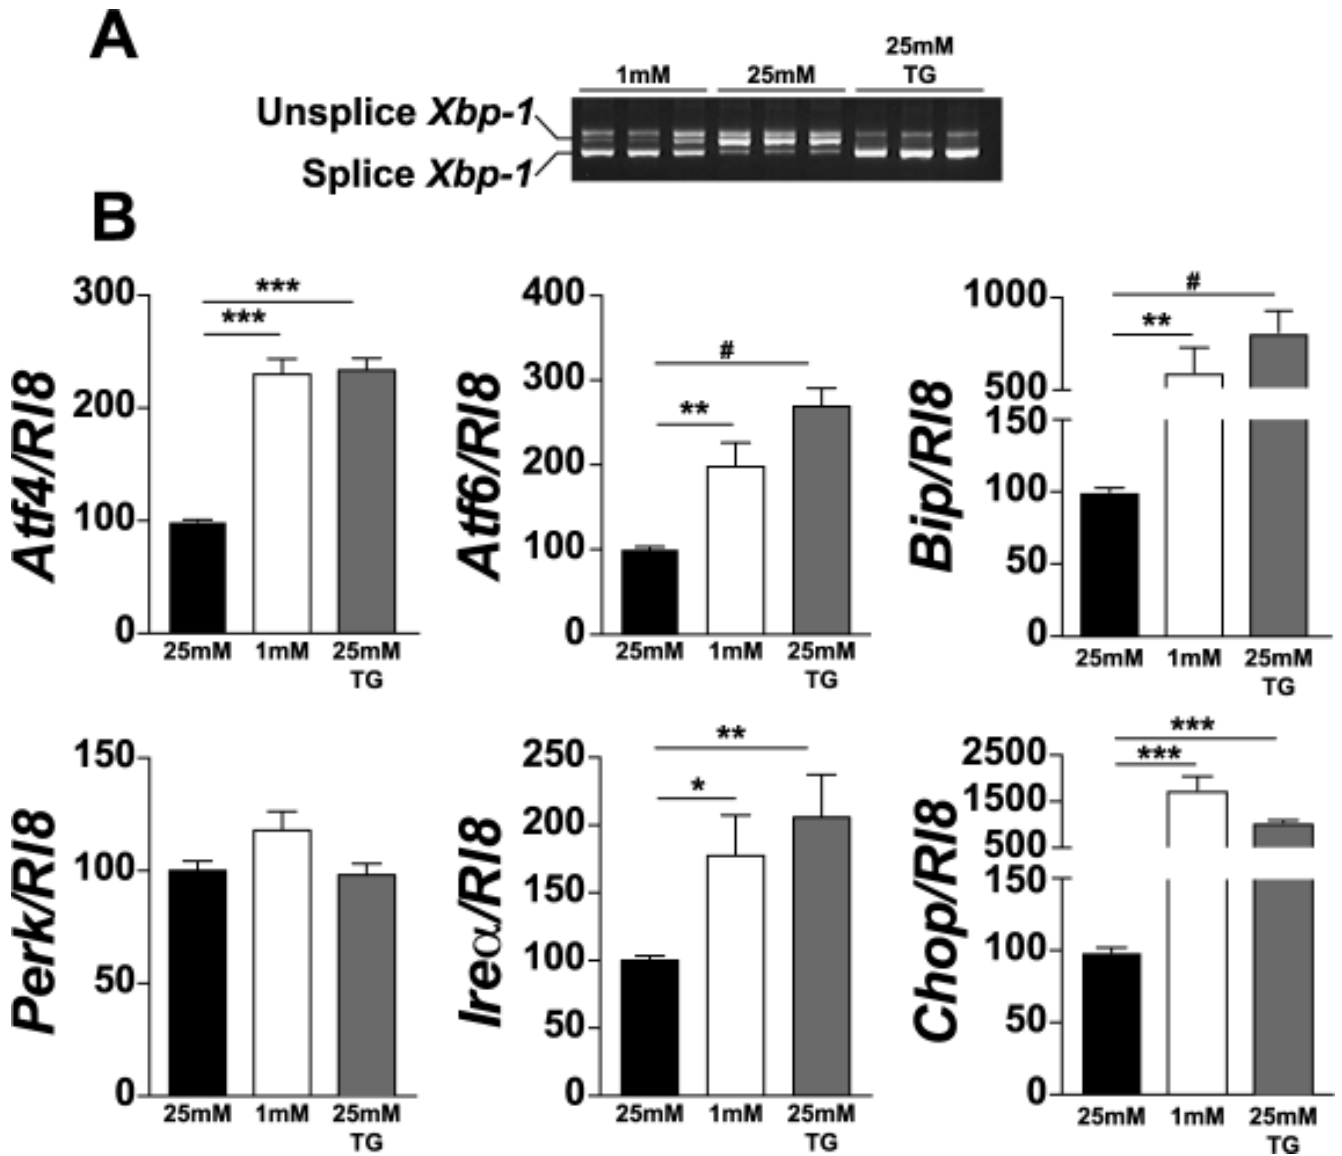 A
1mM
25mM
25mM
TG
Unsplice Xbp-1
Splice Xbp-1
B
Atf4/Rl8
300
200
100
0
***
***
25mM
1mM
25mM
TG
Atf6/Rl8
400
300
200
100
0
#
**
25mM
1mM
25mM
TG
Bip/Rl8
1000
500
150
100
50
0
#
**
25mM
1mM
25mM
TG
Perk/Rl8
150
100
50
0
25mM
1mM
25mM
TG
Ireα/Rl8
250
200
150
100
50
0
**
*
25mM
1mM
25mM
TG
Chop/Rl8
2500
1500
500
150
100
50
0
***
***
25mM
1mM
25mM
TG